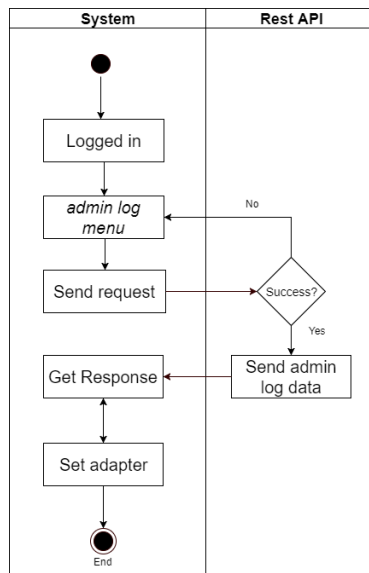 System
Rest API
Logged in
admin log
menu
No
Send request
Success?
Yes
Get Response
Send admin
log data
Set adapter
End